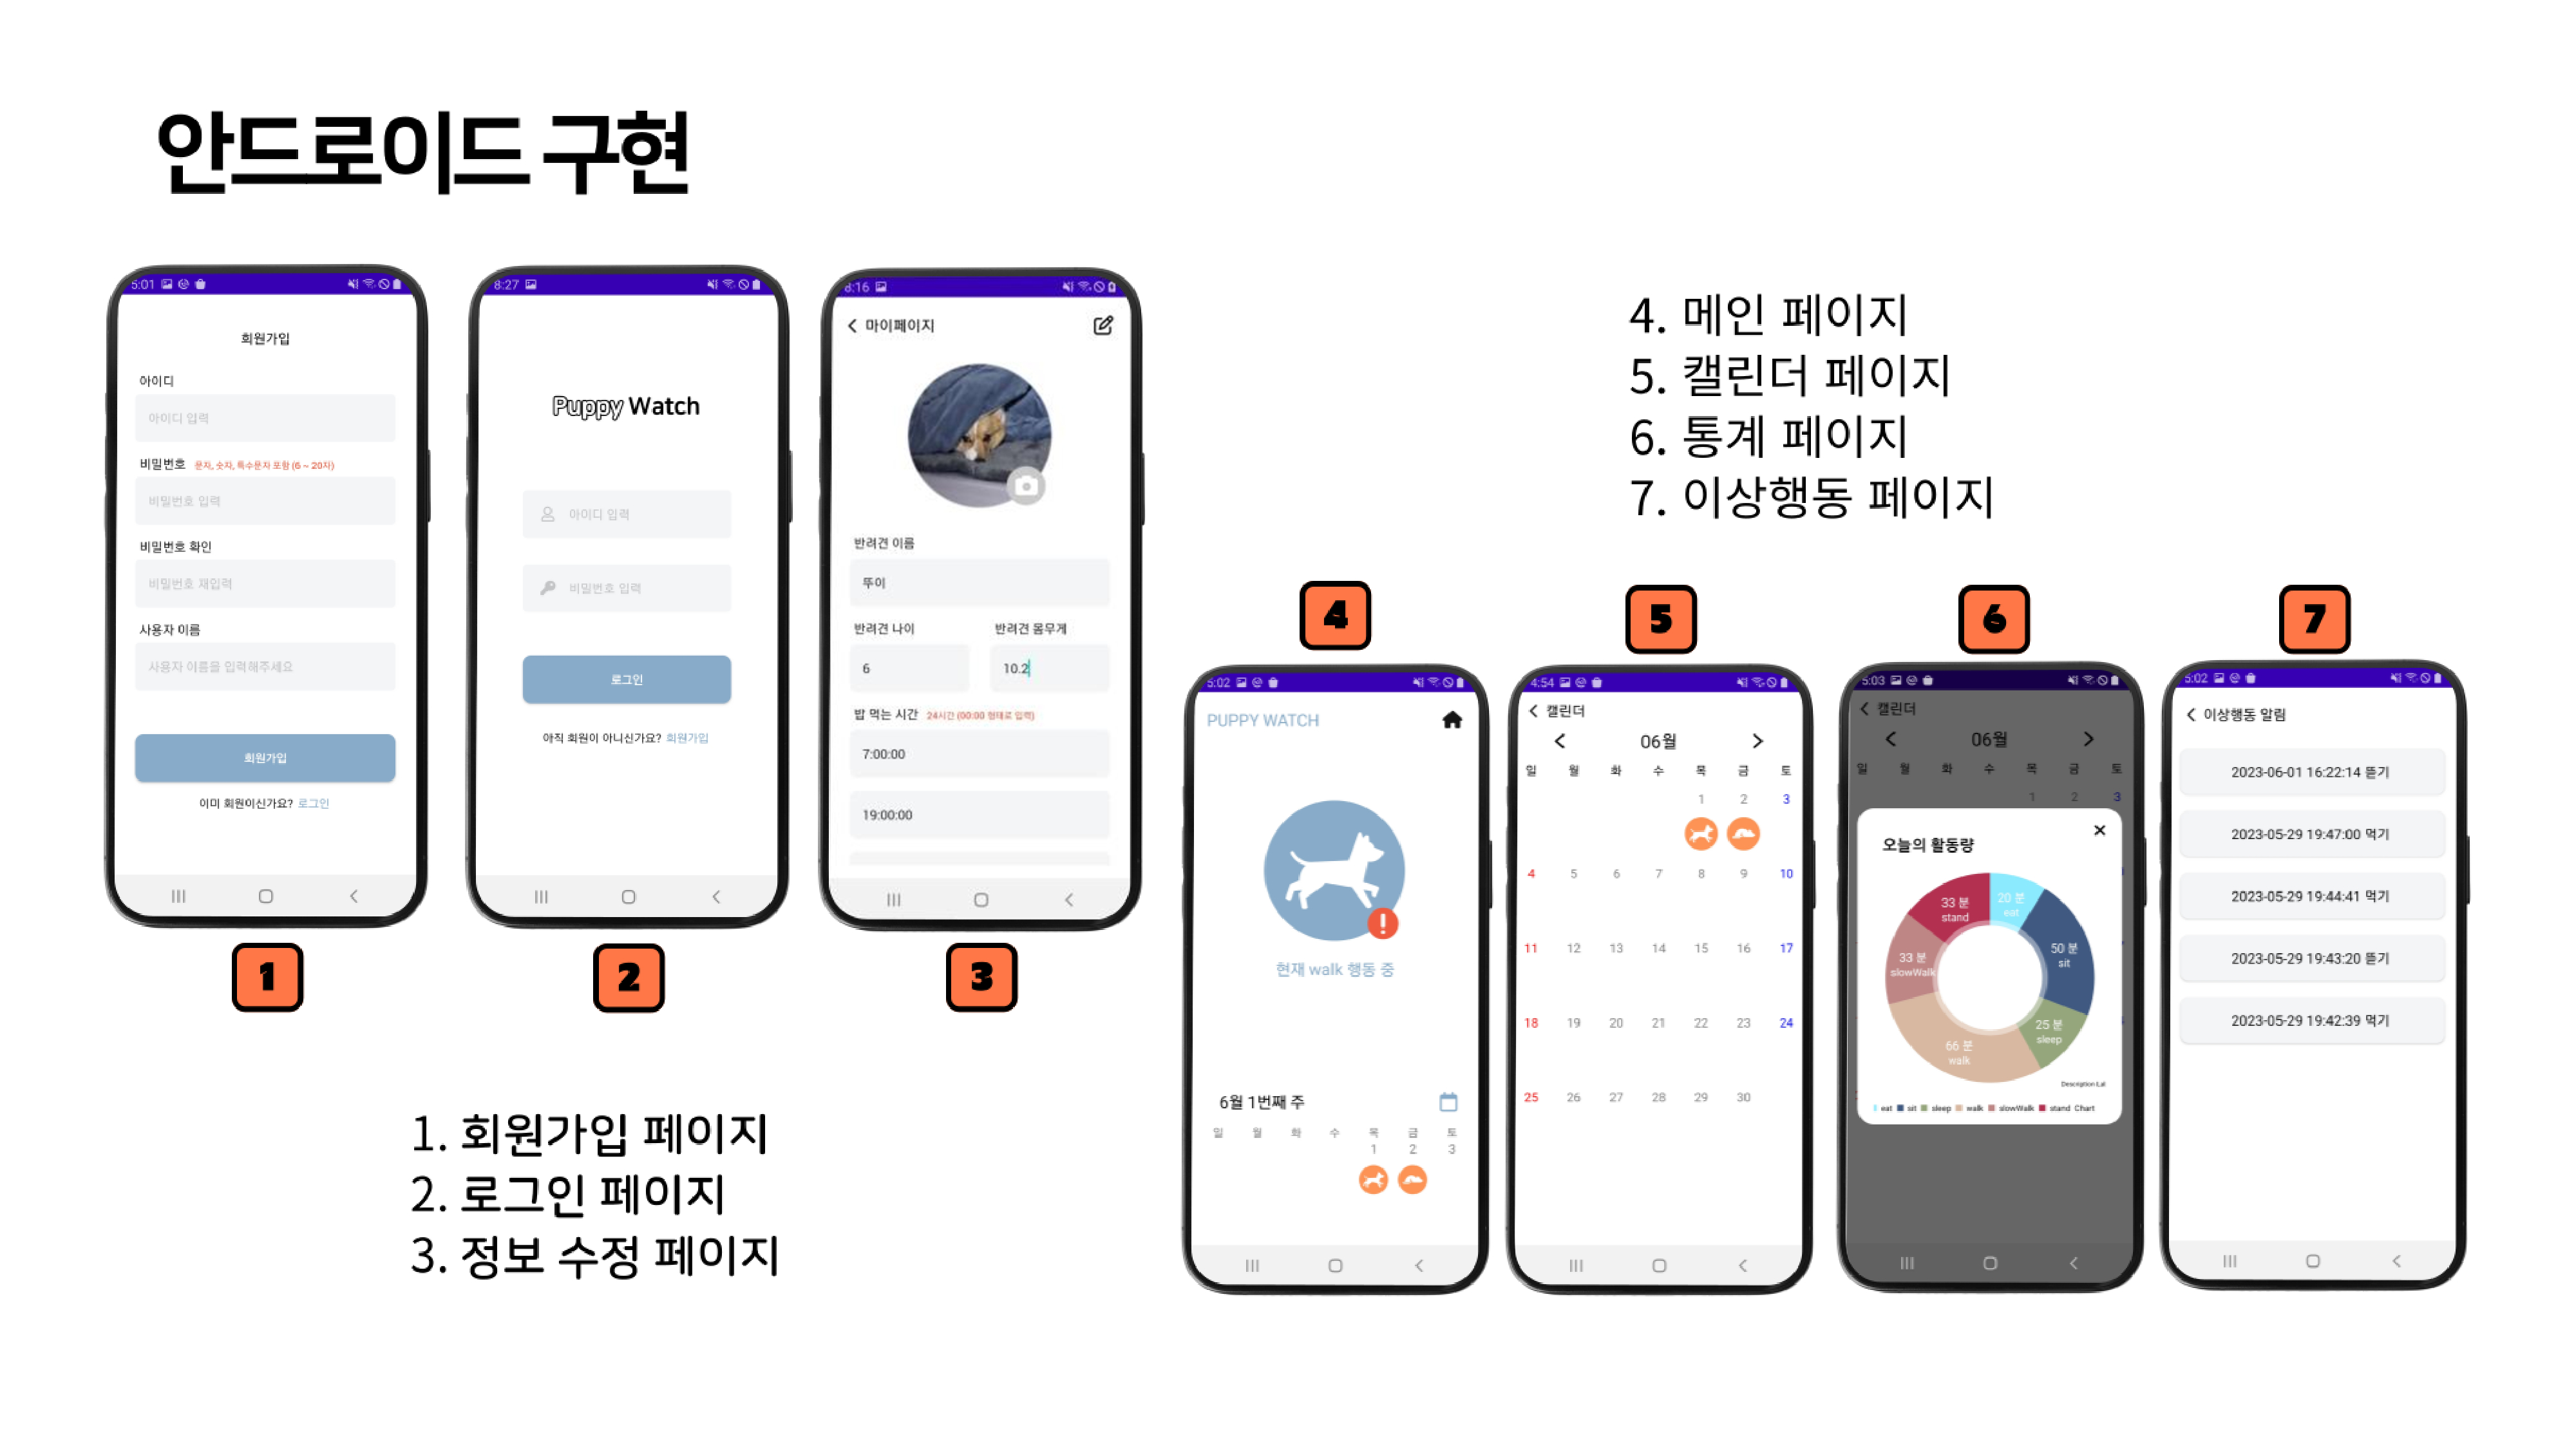 안드로이드 구현
5:01
회원가입
아이디
아이디 입력
비밀번호 문자, 숫자, 특수문자 포함 (6 ~ 20자)
비밀번호 입력
비밀번호 확인
비밀번호 재입력
사용자 이름
사용자 이름을 입력해주세요
회원가입
이미 회원이신가요? 로그인
1
8:27
Puppy Watch
아이디 입력
비밀번호 입력
로그인
아직 회원이 아니신가요? 회원가입
2
8:16
마이페이지
반려견 이름
뚜이
반려견 나이 반려견 몸무게
6 10.2
밥 먹는 시간 24시간 (00:00 형태로 입력)
7:00:00
19:00:00
3
1. 회원가입 페이지
2. 로그인 페이지
3. 정보 수정 페이지
4. 메인 페이지
5. 캘린더 페이지
6. 통계 페이지
7. 이상행동 페이지
4
5:02
PUPPY WATCH
현재 walk 행동 중
6월 1번째 주
일 월 화 수 목 금 토
1 2 3
5
4:54
캘린더
06월
일 월 화 수 목 금 토
1 2 3
4 5 6 7 8 9 10
11 12 13 14 15 16 17
18 19 20 21 22 23 24
25 26 27 28 29 30
6
5:03
캘린더
06월
일 월 화 수 목 금 토
1 2 3
오늘의 활동량
20 분
eat
50 분
sit
25 분
sleep
66 분
walk
33 분
slowWalk
33 분
stand
Description Lal
eat sit sleep walk slowWalk stand Chart
7
5:02
이상행동 알림
2023-06-01 16:22:14 뜯기
2023-05-29 19:47:00 먹기
2023-05-29 19:44:41 먹기
2023-05-29 19:43:20 뜯기
2023-05-29 19:42:39 먹기